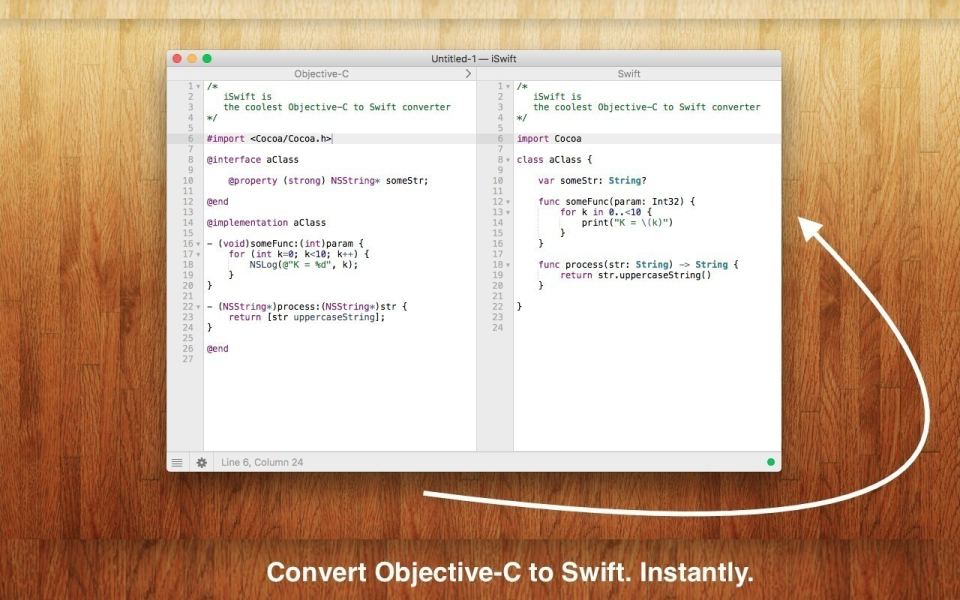 Untitled-1 — iSwift
Objective-C
1 /*
2 iSwift is
3 the coolest Objective-C to Swift converter
4 */
5
6 #import <Cocoa/Cocoa.h>
7
8 @interface aClass
9
10 @property (strong) NSString* someStr;
11
12 @end
13
14 @implementation aClass
15
16 - (void)someFunc:(int)param {
17 for (int k=0; k<10; k++) {
18 NSLog(@"K = %d", k);
19 }
20 }
21
22 - (NSString*)process:(NSString*)str {
23 return [str uppercaseString];
24 }
25
26 @end
27
Swift
1 /*
2 iSwift is
3 the coolest Objective-C to Swift converter
4 */
5
6 import Cocoa
7
8 class aClass {
9
10 var someStr: String?
11
12 func someFunc(param: Int32) {
13 for k in 0..<10 {
14 print("K = \(k)")
15 }
16 }
17
18 func process(str: String) -> String {
19 return str.uppercaseString()
20 }
21
22 }
23
24
Line 6, Column 24
Convert Objective-C to Swift. Instantly.